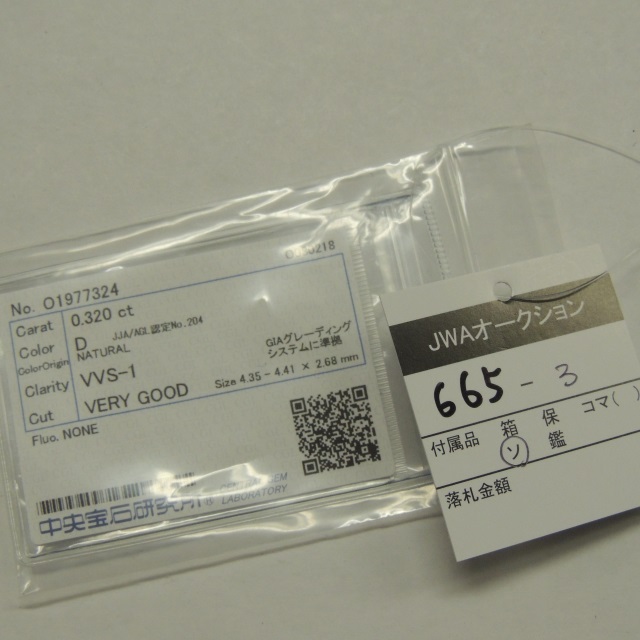 No. O1977324
Carat 0.320 ct
Color D JJA/AGL認定No.204
ColorOrigin NATURAL
GIAグレーディング
システムに準拠
Clarity VVS-1
Size 4.35 - 4.41 × 2.68 mm
Cut VERY GOOD
Fluo. NONE
中央宝石研究所
LABORATORY
JWAオークション
665-3
付属品 箱 保 コマ( )
ソ 鑑
落札金額